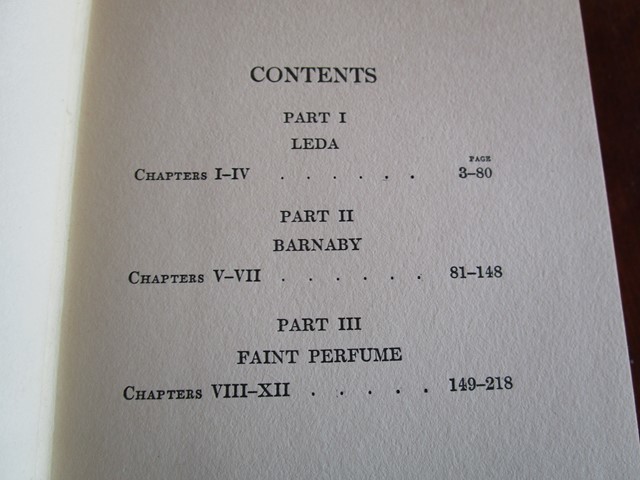 CONTENTS
PART I
LEDA
PAGE
CHAPTERS I–IV . . . . . . 3–80
PART II
BARNABY
CHAPTERS V–VII . . . . . . 81–148
PART III
FAINT PERFUME
CHAPTERS VIII–XII . . . . . 149–218